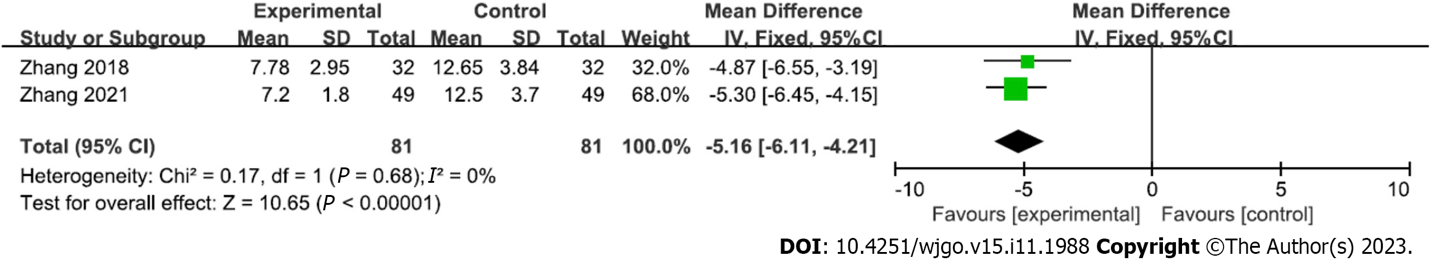 Experimental Control Mean Difference Mean Difference
Study or Subgroup Mean SD Total Mean SD Total Weight IV, Fixed, 95%CI IV, Fixed, 95%CI
Zhang 2018 7.78 2.95 32 12.65 3.84 32 32.0% -4.87 [-6.55, -3.19]
Zhang 2021 7.2 1.8 49 12.5 3.7 49 68.0% -5.30 [-6.45, -4.15]
Total (95% CI) 81 81 100.0% -5.16 [-6.11, -4.21]
Heterogeneity: Chi² = 0.17, df = 1 (P = 0.68); I² = 0%
Test for overall effect: Z = 10.65 (P < 0.00001)
-10 -5 0 5 10
Favours [experimental] Favours [control]
DOI: 10.4251/wjgo.v15.i11.1988 Copyright ©The Author(s) 2023.